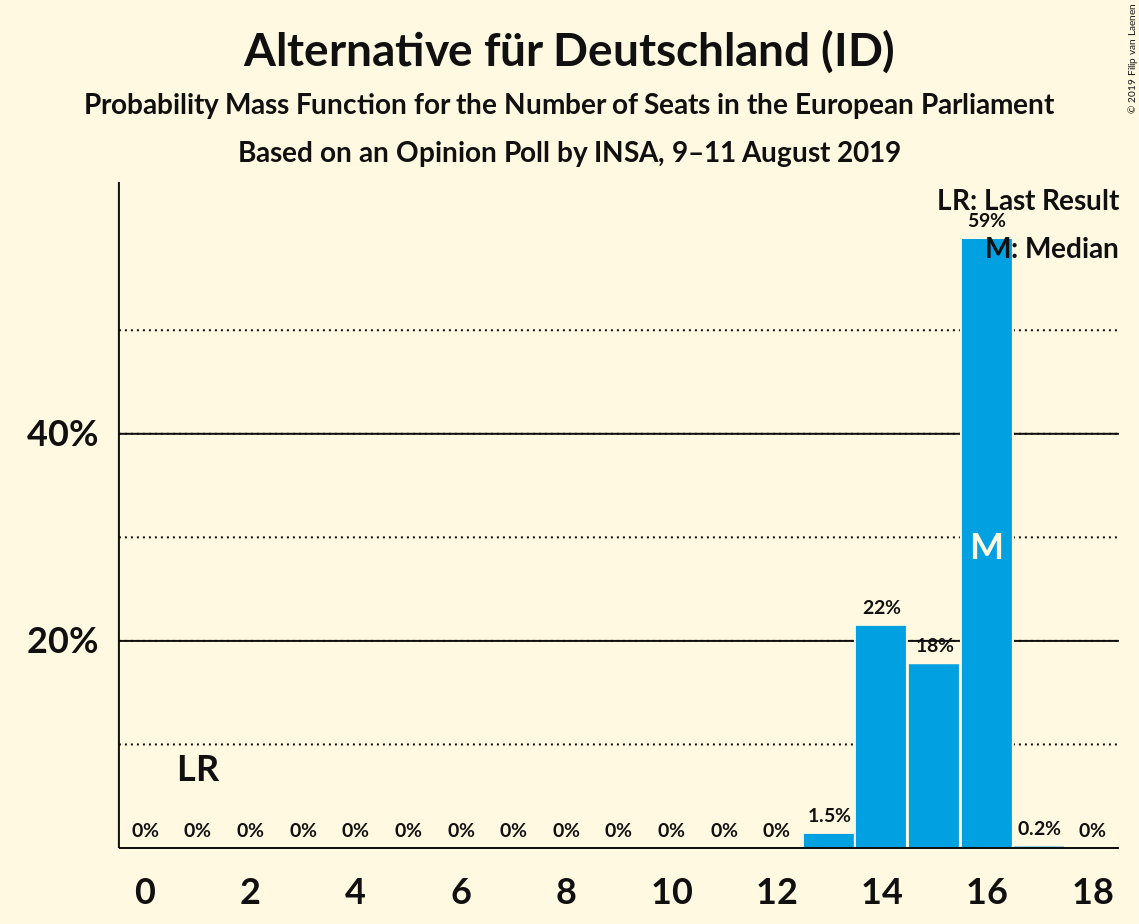 Alternative für Deutschland (ID)
Probability Mass Function for the Number of Seats in the European Parliament
Based on an Opinion Poll by INSA, 9–11 August 2019
© 2019 Filip van Laenen
LR: Last Result
59%
M: Median
40%
M
22%
20%
18%
LR
0% 0% 0% 0% 0% 0% 0% 0% 0% 0% 0% 0% 0% 1.5% 0.2% 0%
0 2 4 6 8 10 12 14 16 18